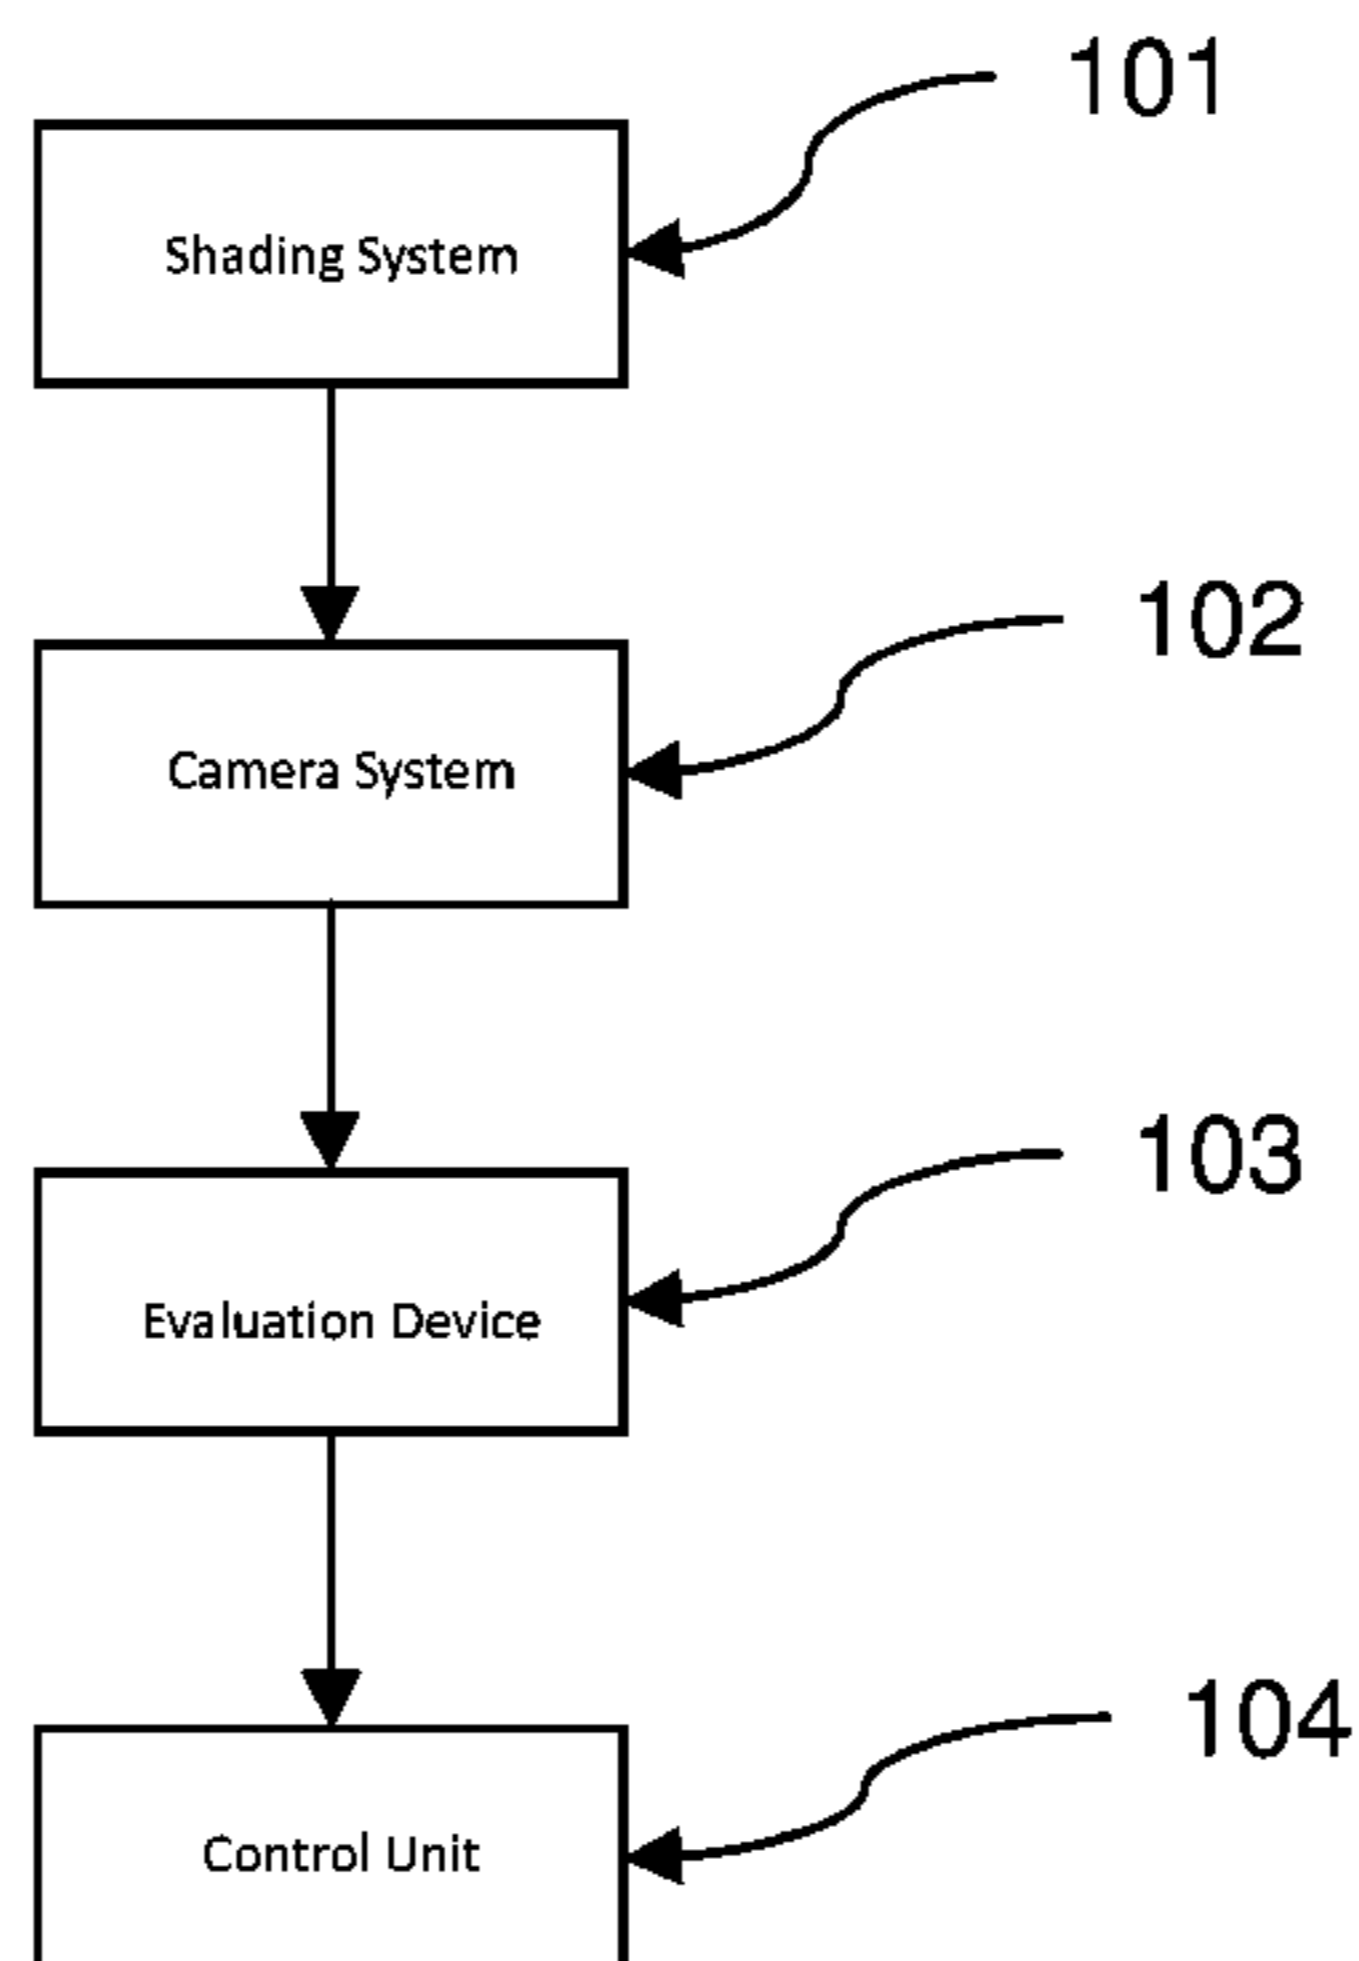 101
Shading System
102
Camera System
103
Evaluation Device
104
Control Unit